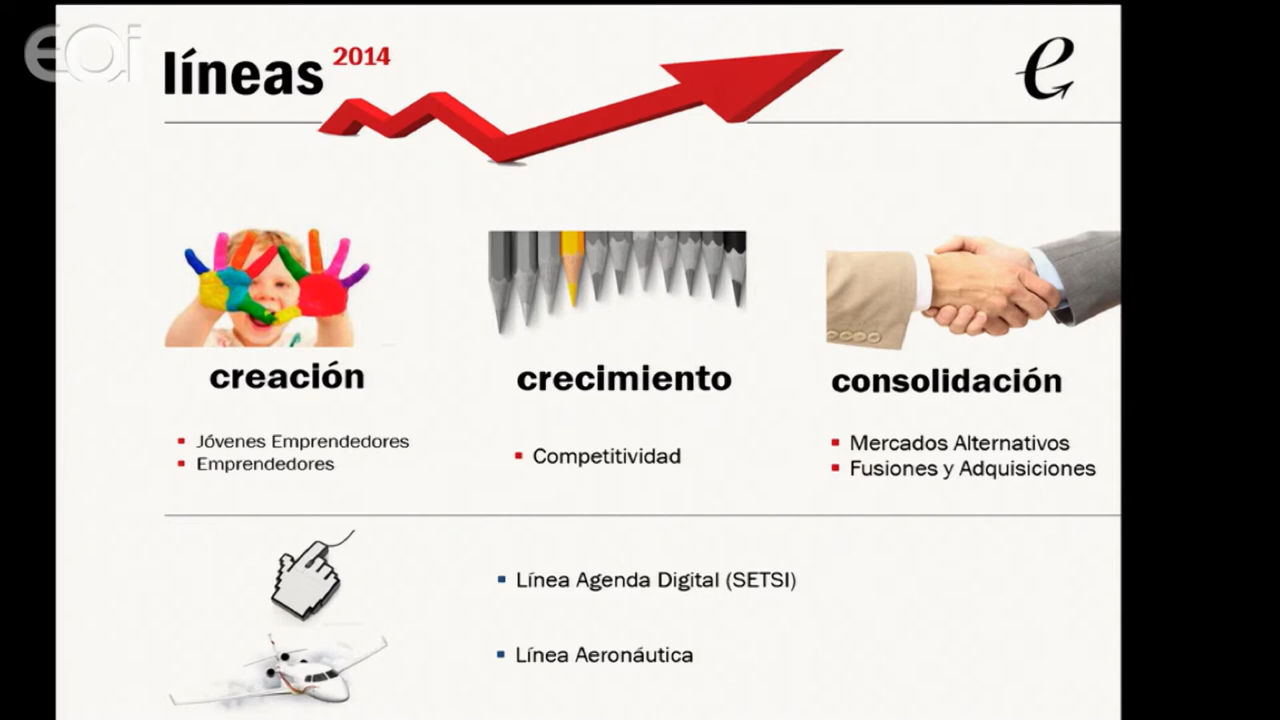 eoi
líneas 2014
e
creación
crecimiento
consolidación
Jóvenes Emprendedores
Emprendedores
Competitividad
Mercados Alternativos
Fusiones y Adquisiciones
Línea Agenda Digital (SETSI)
Línea Aeronáutica